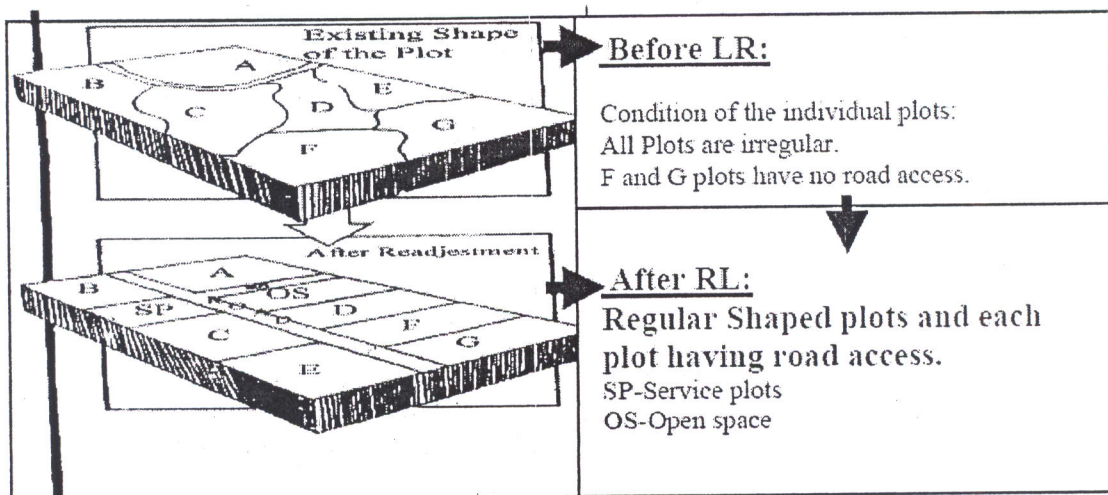 Existing Shape
of the Plot
A
B
C
D
E
F
G
Before LR:
Condition of the individual plots:
All Plots are irregular.
F and G plots have no road access.
After Readjestment
A
B
OS
SP
ROAD
D
C
F
G
E
After RL:
Regular Shaped plots and each
plot having road access.
SP-Service plots
OS-Open space